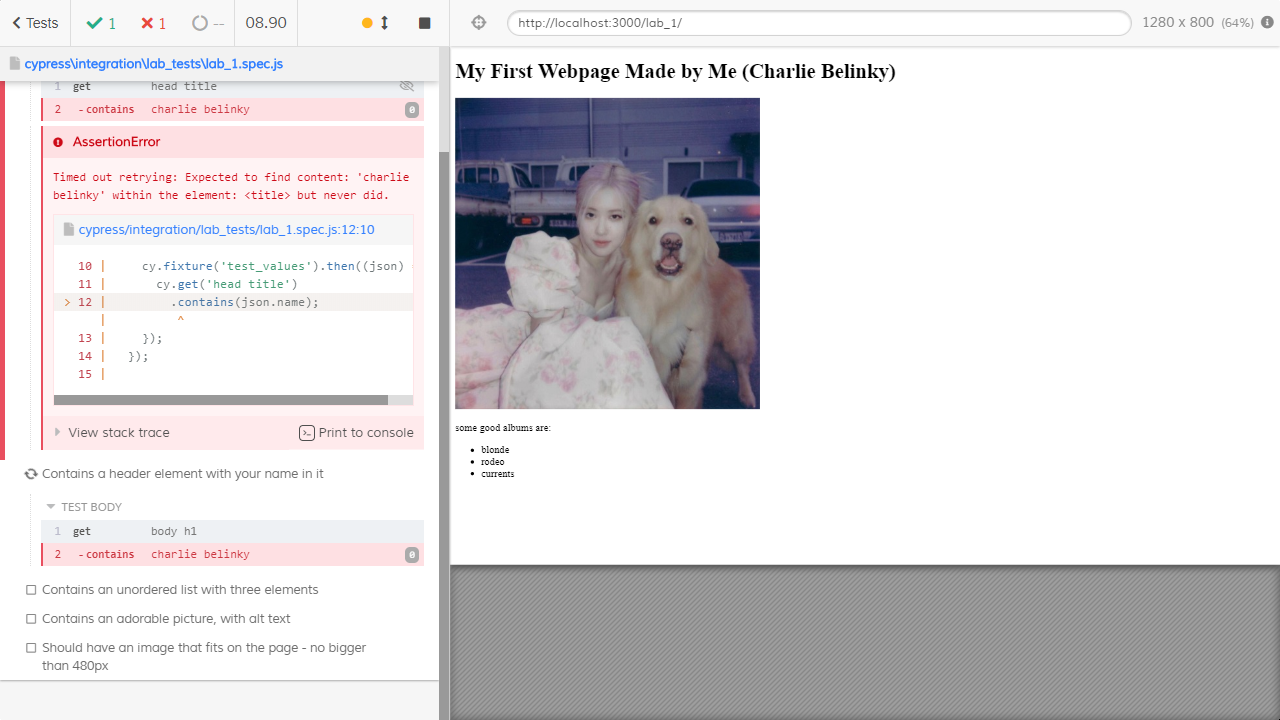 Tests
1
1
--
08.90
http://localhost:3000/lab_1/
1280 x 800 (64%)
cypress\integration\lab_tests\lab_1.spec.js
1 get head title
2 -contains charlie belinky 0
AssertionError
Timed out retrying: Expected to find content: 'charlie
belinky' within the element: <title> but never did.
cypress/integration/lab_tests/lab_1.spec.js:12:10
10 | cy.fixture('test_values').then((json)
11 | cy.get('head title')
> 12 | .contains(json.name);
| ^
13 | });
14 | });
15 |
View stack trace
Print to console
Contains a header element with your name in it
TEST BODY
1 get body h1
2 -contains charlie belinky 0
Contains an unordered list with three elements
Contains an adorable picture, with alt text
Should have an image that fits on the page - no bigger
than 480px
My First Webpage Made by Me (Charlie Belinky)
some good albums are:
• blonde
• rodeo
• currents